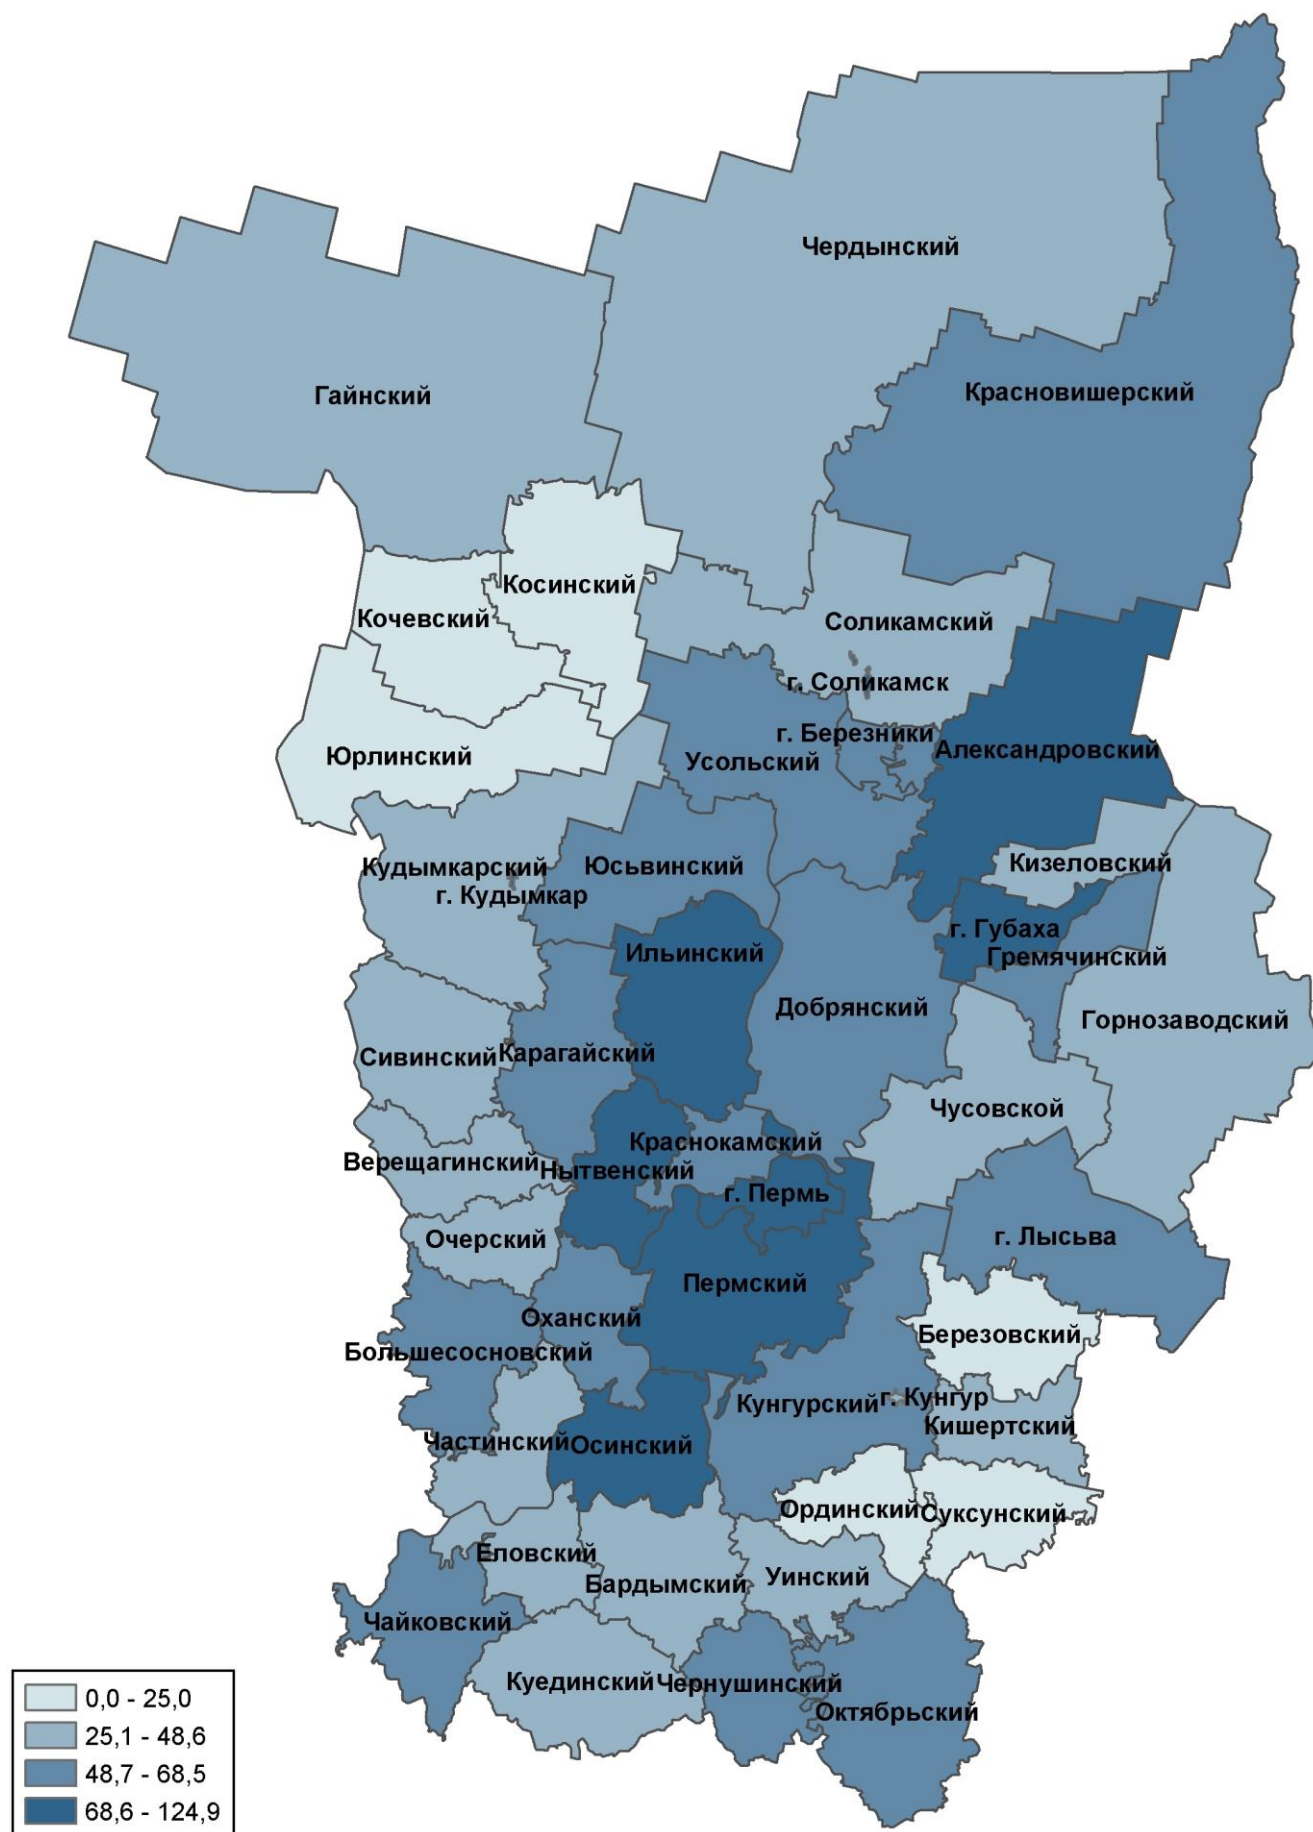 Чердынский
Красновишерский
Гайнский
Косинский
Кочевский
Соликамский
г. Соликамск
г. Березники
Юрлинский
Усольский
Александровский
Кизеловский
Кудымкарский
Юсьвинский
г. Кудымкар
г. Губаха
Ильинский
Гремячинский
Добрянский
Горнозаводский
Сивинский
Карагайский
Чусовской
Краснокамский
Верещагинский
Нытвенский
г. Пермь
г. Лысьва
Очерский
Пермский
Оханский
Березовский
Большесосновский
г. Кунгур
Кунгурский
Кишертский
Частинский
Осинский
Ординский
Суксунский
Еловский
Уинский
Бардымский
Чайковский
Куединский
Чернушинский
Октябрьский
0,0 - 25,0
25,1 - 48,6
48,7 - 68,5
68,6 - 124,9